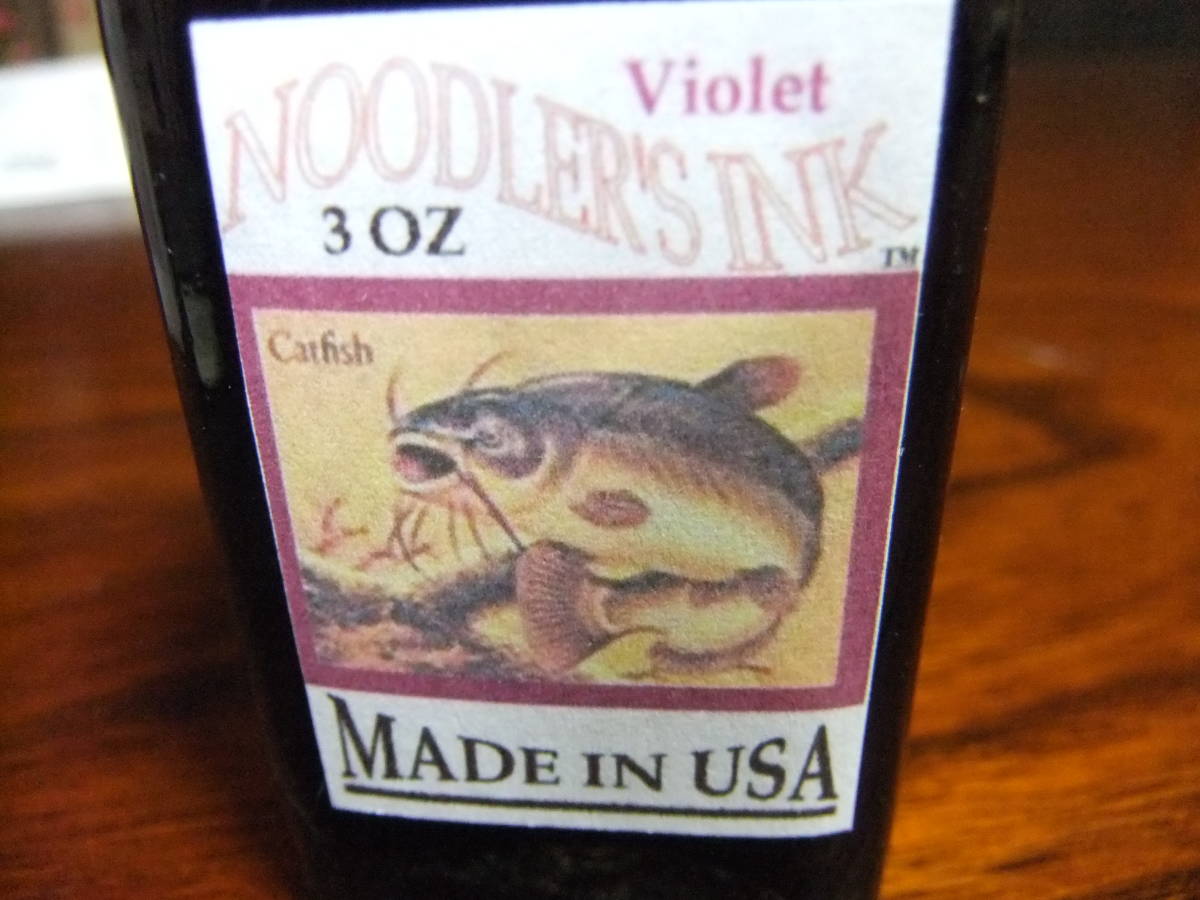 Violet
NOODLER'S INK
3 OZ
TM
Catfish
MADE IN USA